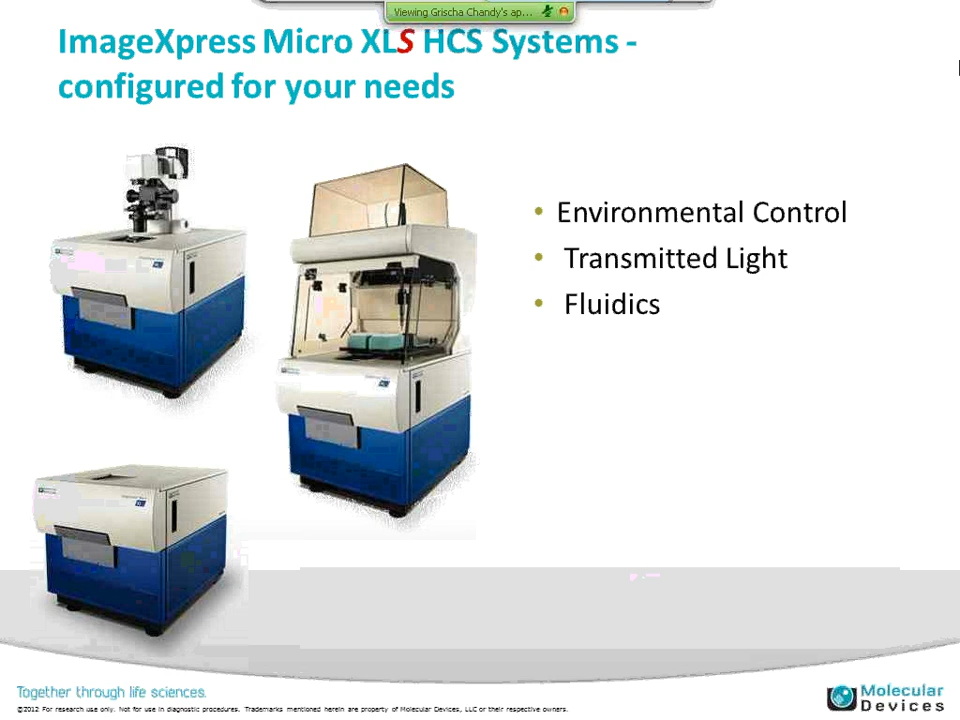 Viewing Grischa Chandy's ap...
ImageXpress Micro XLS HCS Systems -
configured for your needs
• Environmental Control
• Transmitted Light
• Fluidics
Together through life sciences.
©2012 For research use only. Not for use in diagnostic procedures. Trademarks mentioned herein are property of Molecular Devices, LLC or their respective owners.
Molecular
Devices